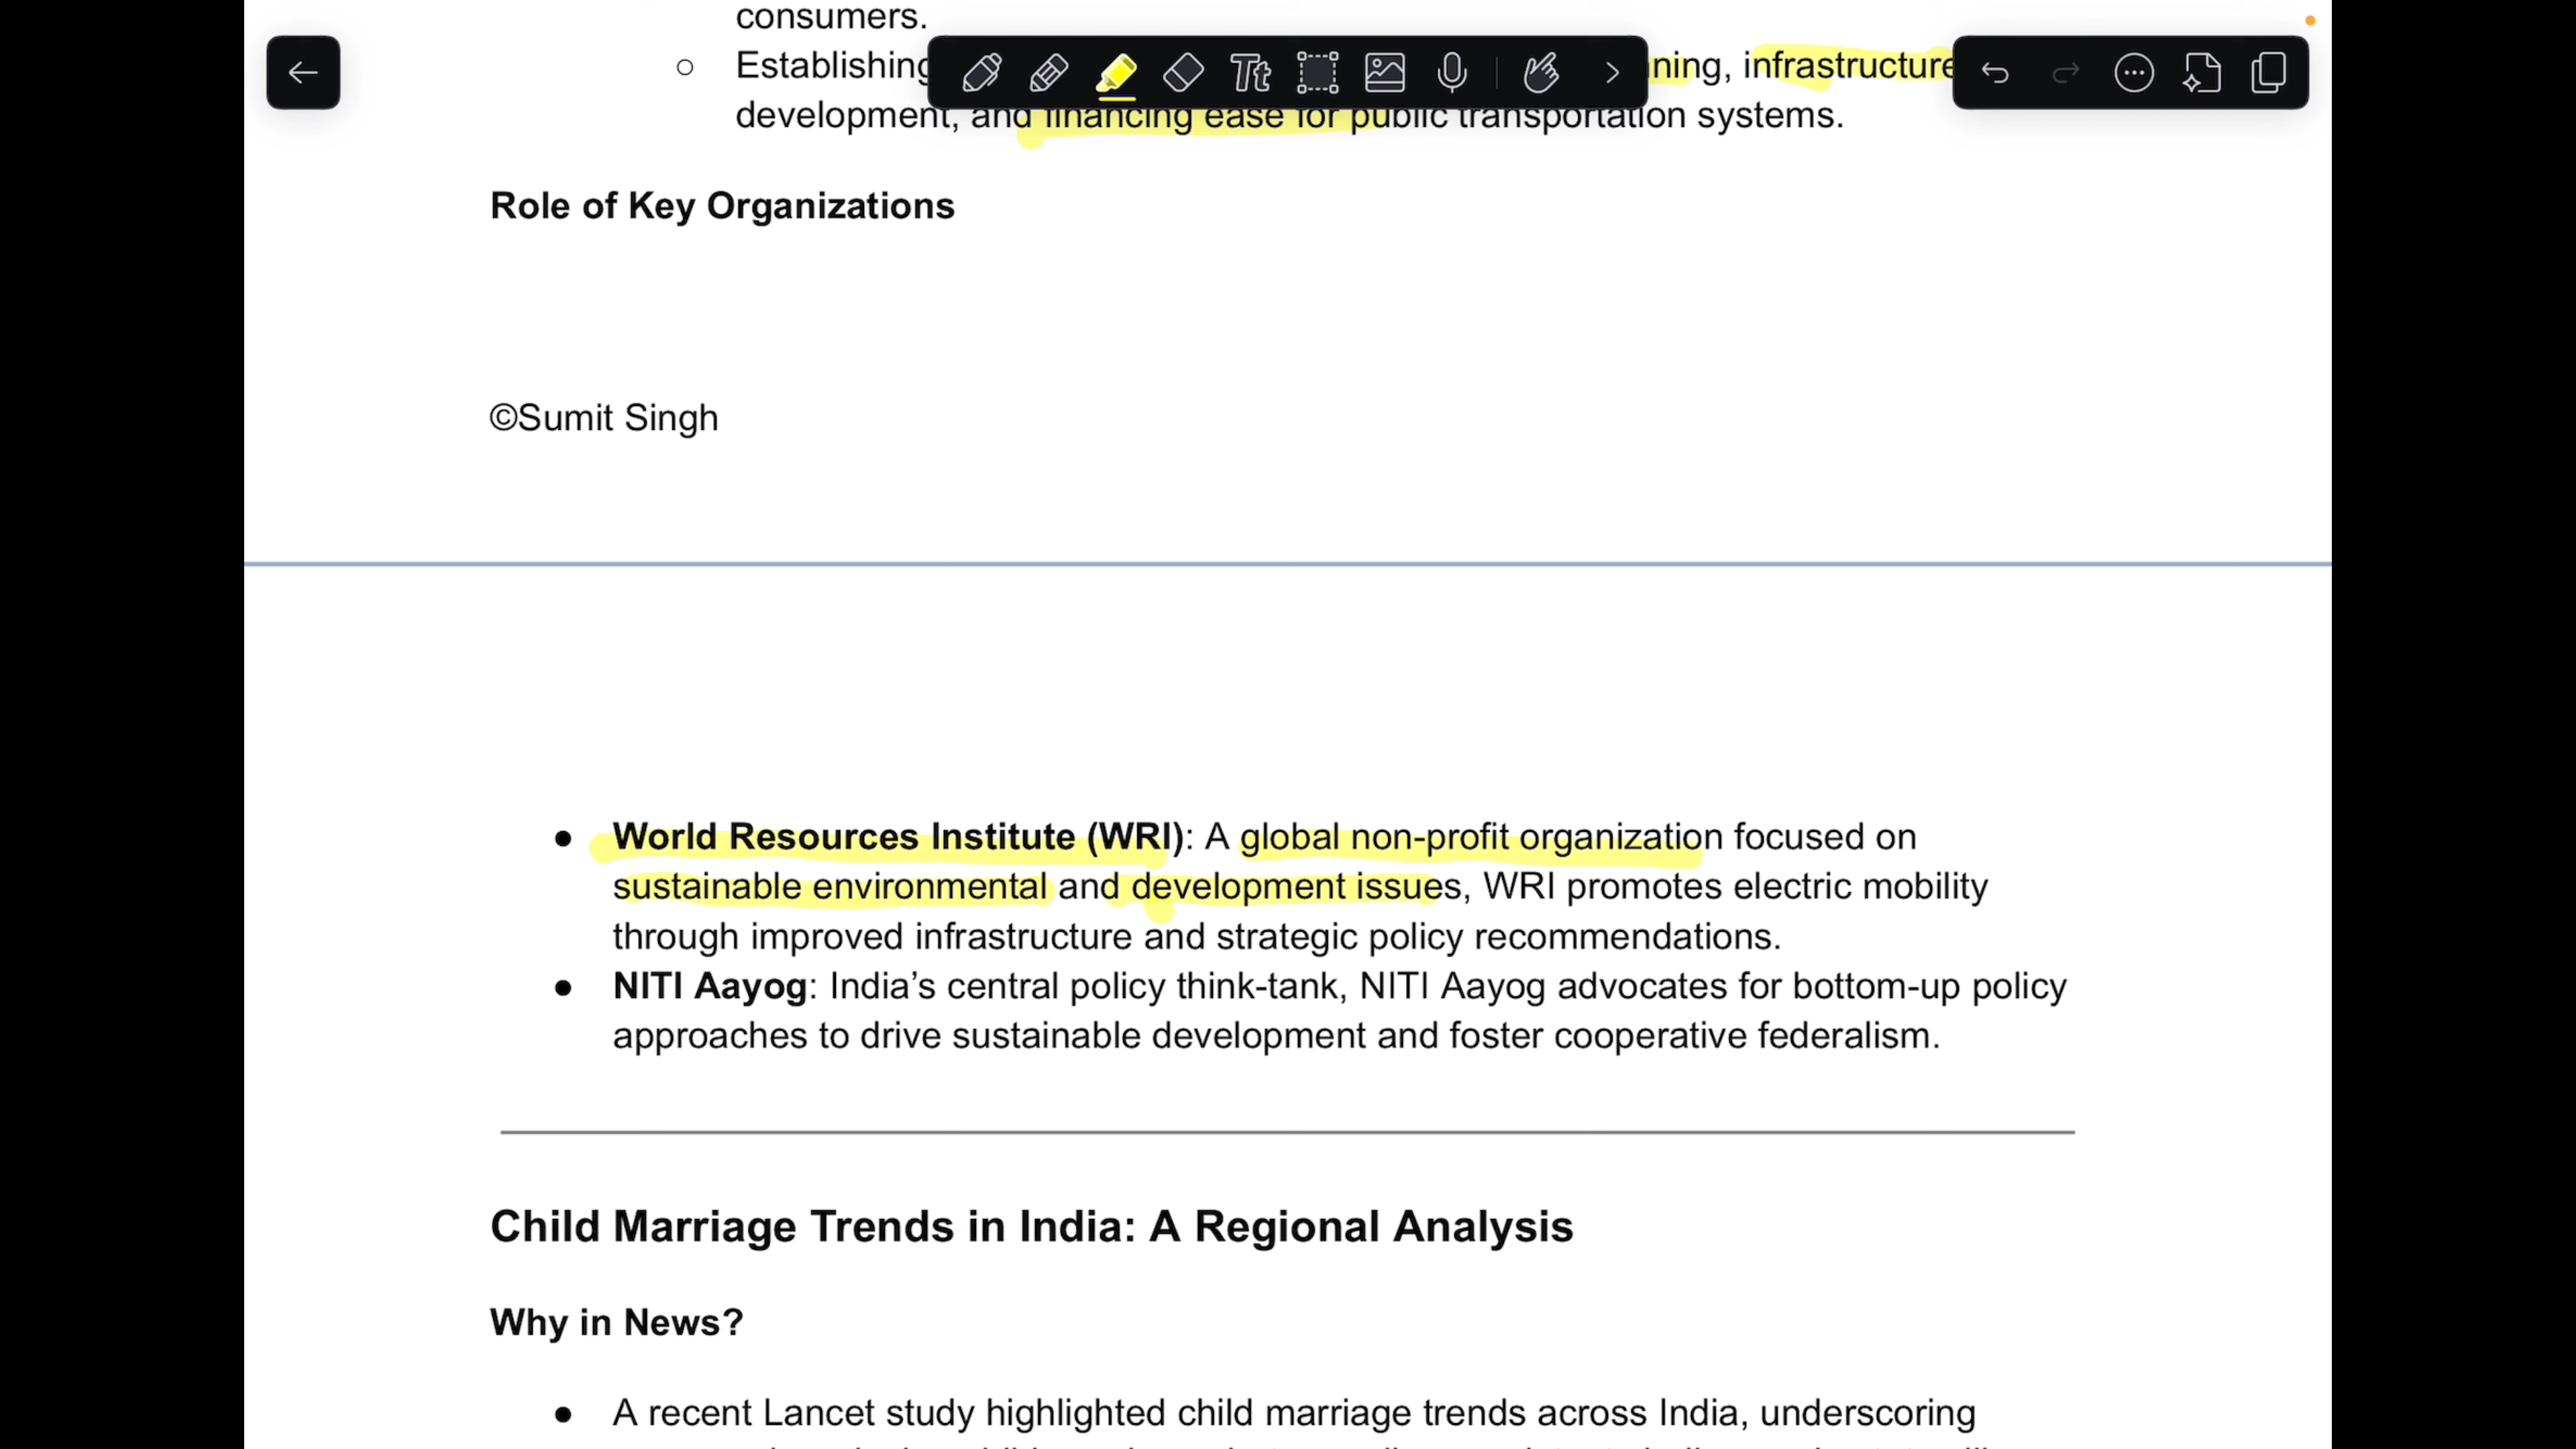 consumers.
○ Establishing ning, infrastructure
development, and financing ease for public transportation systems.
Role of Key Organizations
©Sumit Singh
● World Resources Institute (WRI): A global non-profit organization focused on
sustainable environmental and development issues, WRI promotes electric mobility
through improved infrastructure and strategic policy recommendations.
● NITI Aayog: India’s central policy think-tank, NITI Aayog advocates for bottom-up policy
approaches to drive sustainable development and foster cooperative federalism.
Child Marriage Trends in India: A Regional Analysis
Why in News?
● A recent Lancet study highlighted child marriage trends across India, underscoring